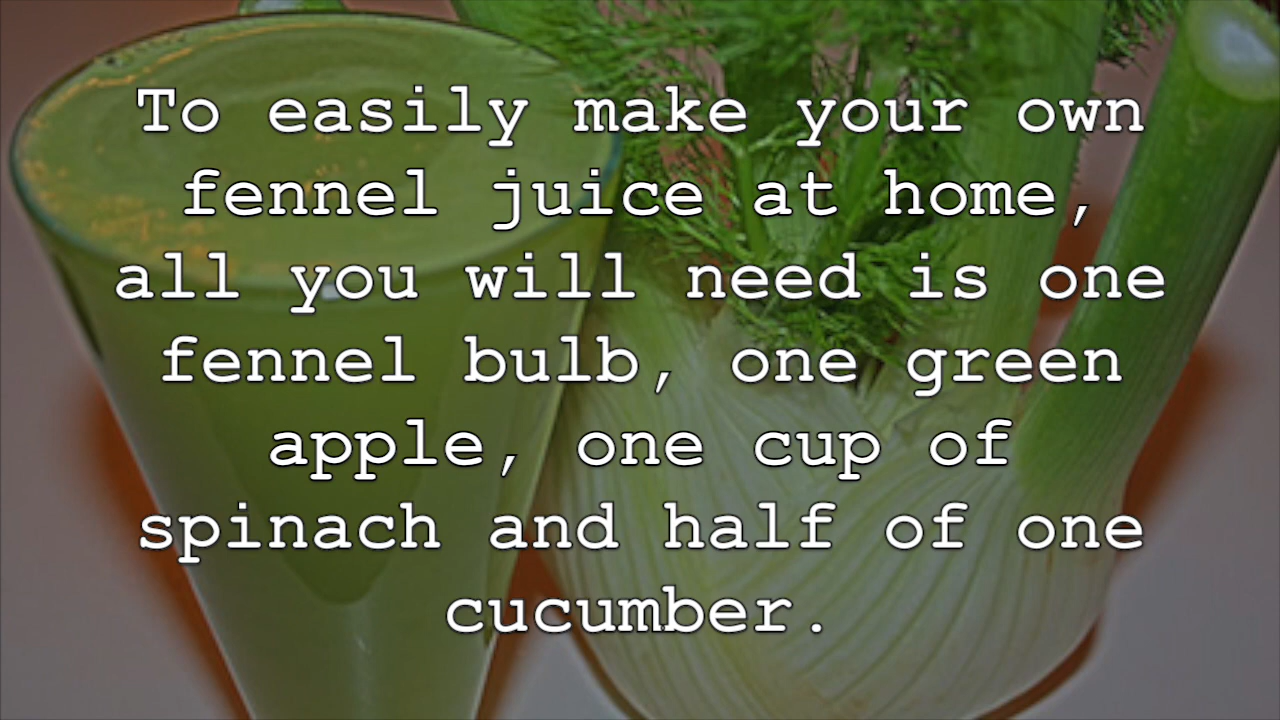 To easily make your own
fennel juice at home,
all you will need is one
fennel bulb, one green
apple, one cup of
spinach and half of one
cucumber.